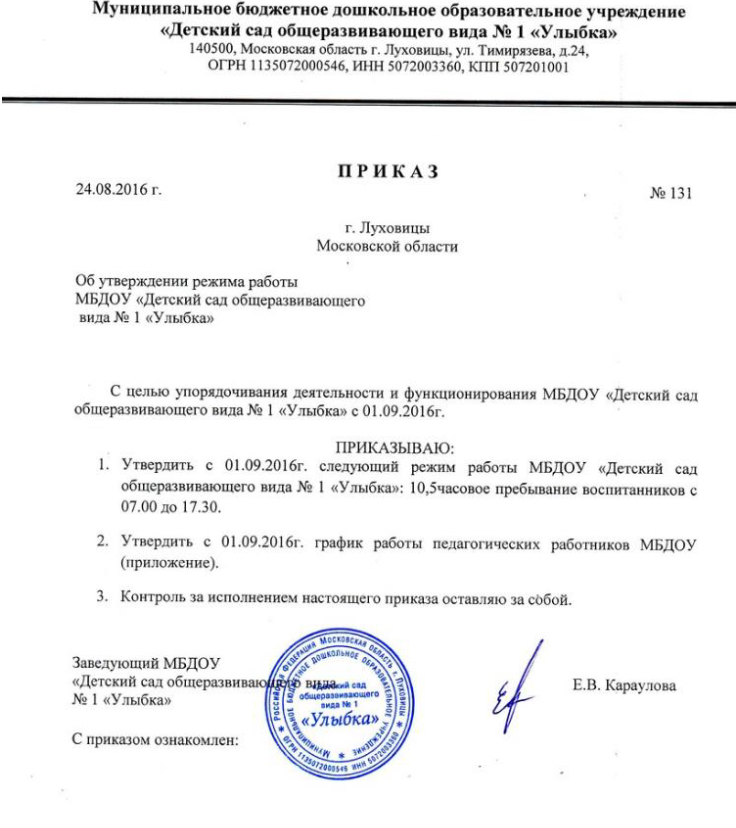 Муниципальное бюджетное дошкольное образовательное учреждение
«Детский сад общеразвивающего вида № 1 «Улыбка»
140500, Московская область г. Луховицы, ул. Тимирязева, д.24,
ОГРН 1135072000546, ИНН 5072003360, КПП 507201001
П Р И К А З
24.08.2016 г.
№ 131
г. Луховицы
Московской области
Об утверждении режима работы
МБДОУ «Детский сад общеразвивающего
вида № 1 «Улыбка»
С целью упорядочивания деятельности и функционирования МБДОУ «Детский сад
общеразвивающего вида № 1 «Улыбка» с 01.09.2016г.
ПРИКАЗЫВАЮ:
1. Утвердить с 01.09.2016г. следующий режим работы МБДОУ «Детский сад
общеразвивающего вида № 1 «Улыбка»: 10,5часовое пребывание воспитанников с
07.00 до 17.30.
2. Утвердить с 01.09.2016г. график работы педагогических работников МБДОУ
(приложение).
3. Контроль за исполнением настоящего приказа оставляю за собой.
Заведующий МБДОУ
«Детский сад общеразвивающего вида
№ 1 «Улыбка»
Е.В. Караулова
С приказом ознакомлен:
Российская Федерация Московская область г. Луховицы
ОГРН 1135072000546 ИНН 5072003360
Муниципальное бюджетное дошкольное образовательное учреждение
«Детский сад
общеразвивающего
вида № 1
«Улыбка»